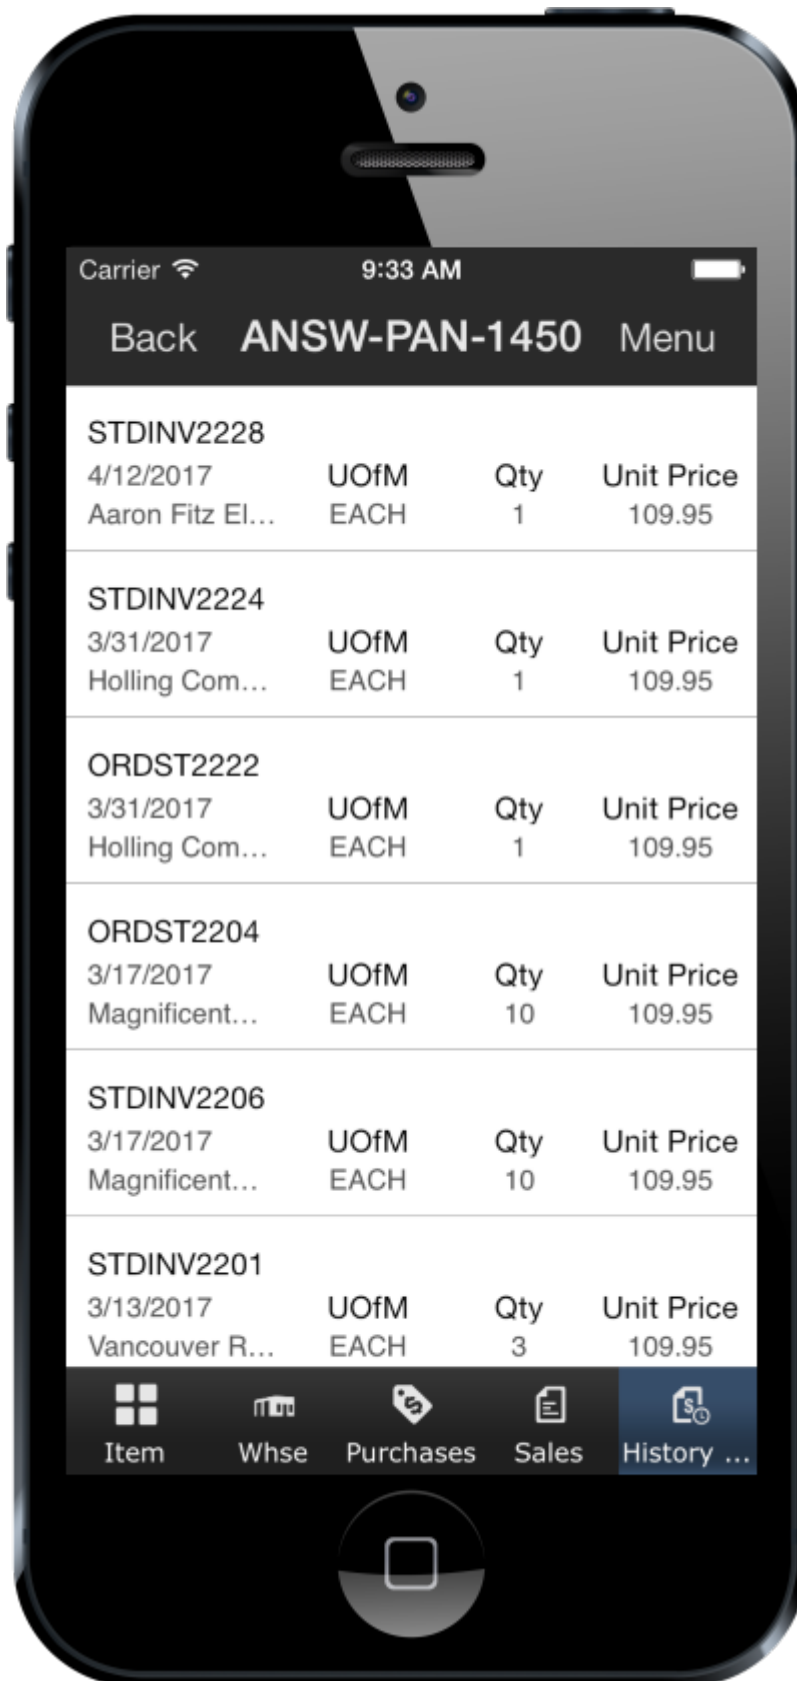 Carrier 9:33 AM
Back ANSW-PAN-1450 Menu
STDINV2228
4/12/2017 UOfM Qty Unit Price
Aaron Fitz El... EACH 1 109.95
STDINV2224
3/31/2017 UOfM Qty Unit Price
Holling Com... EACH 1 109.95
ORDST2222
3/31/2017 UOfM Qty Unit Price
Holling Com... EACH 1 109.95
ORDST2204
3/17/2017 UOfM Qty Unit Price
Magnificent... EACH 10 109.95
STDINV2206
3/17/2017 UOfM Qty Unit Price
Magnificent... EACH 10 109.95
STDINV2201
3/13/2017 UOfM Qty Unit Price
Vancouver R... EACH 3 109.95
Item Whse Purchases Sales History ...